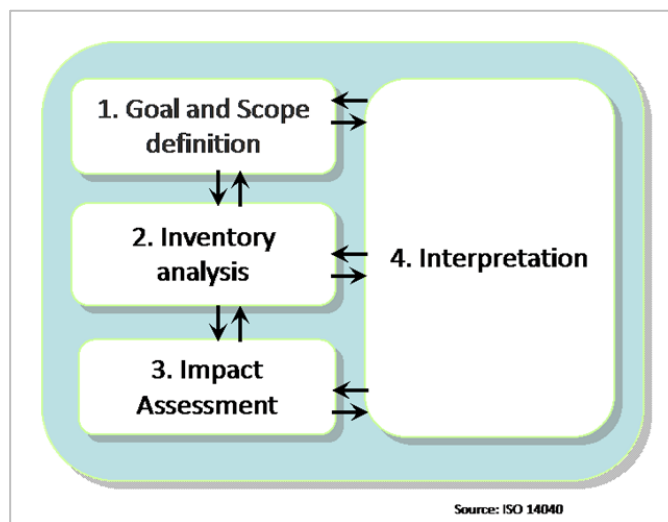 1. Goal and Scope
definition
2. Inventory
analysis
3. Impact
Assessment
4. Interpretation
Source: ISO 14040